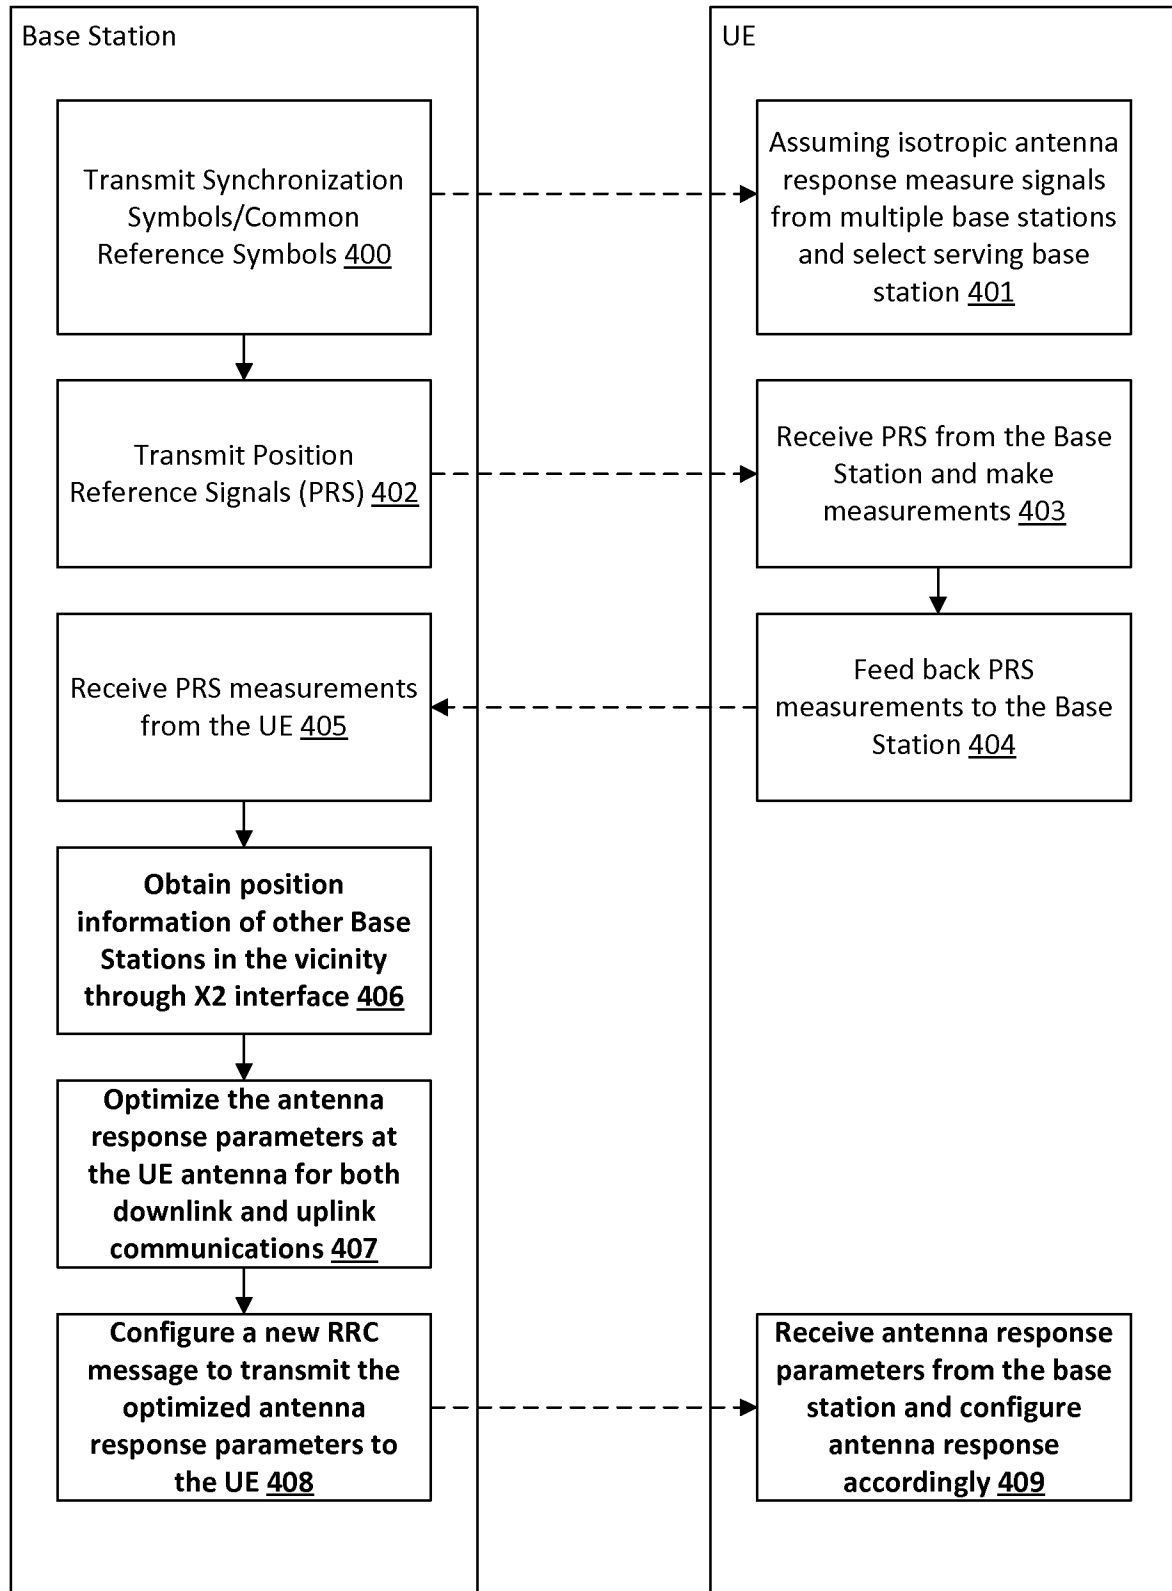 Base Station
UE
Transmit Synchronization
Symbols/Common
Reference Symbols 400
Assuming isotropic antenna
response measure signals
from multiple base stations
and select serving base
station 401
Transmit Position
Reference Signals (PRS) 402
Receive PRS from the Base
Station and make
measurements 403
Receive PRS measurements
from the UE 405
Feed back PRS
measurements to the Base
Station 404
Obtain position
information of other Base
Stations in the vicinity
through X2 interface 406
Optimize the antenna
response parameters at
the UE antenna for both
downlink and uplink
communications 407
Configure a new RRC
message to transmit the
optimized antenna
response parameters to
the UE 408
Receive antenna response
parameters from the base
station and configure
antenna response
accordingly 409